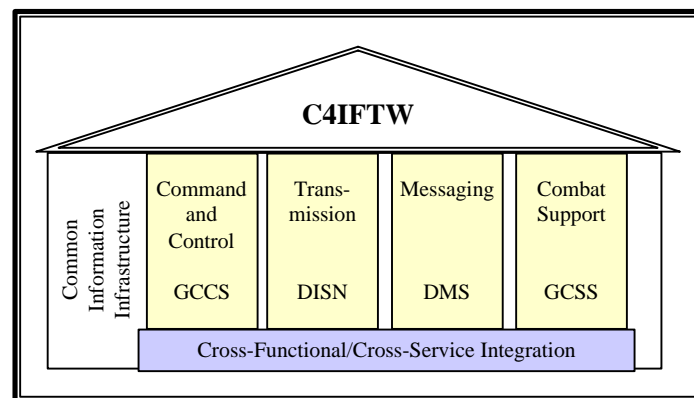 C4IFTW
Common
Information
Infrastructure
Command
and
Control
GCCS
Trans-
mission
DISN
Messaging
DMS
Combat
Support
GCSS
Cross-Functional/Cross-Service Integration